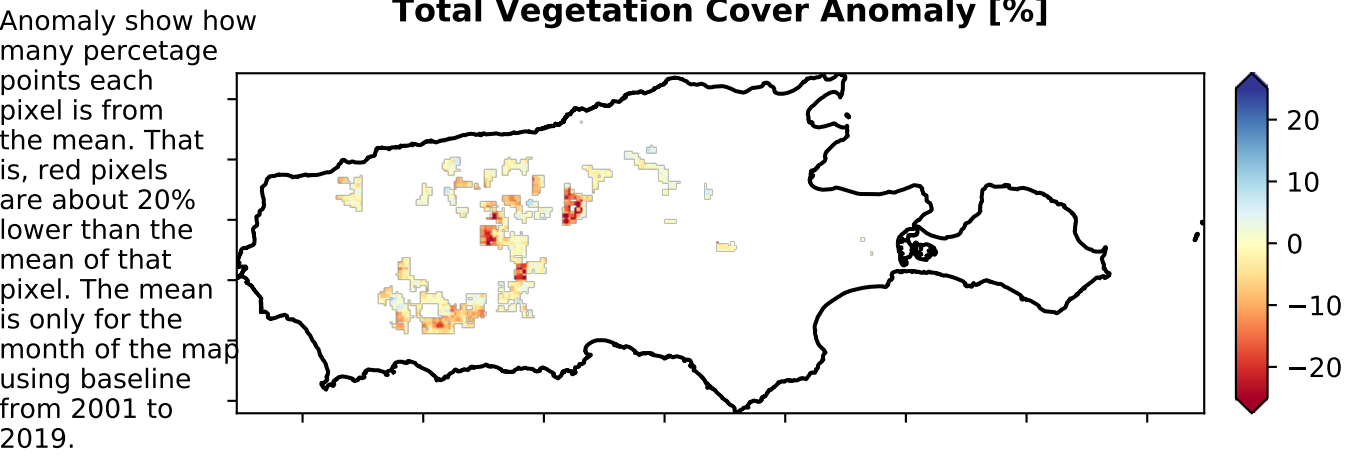 Total Vegetation Cover Anomaly [%]
Anomaly show how
many percetage
points each
pixel is from
the mean. That
is, red pixels
are about 20%
lower than the
mean of that
pixel. The mean
is only for the
month of the map
using baseline
from 2001 to
2019.
20
10
0
−10
−20